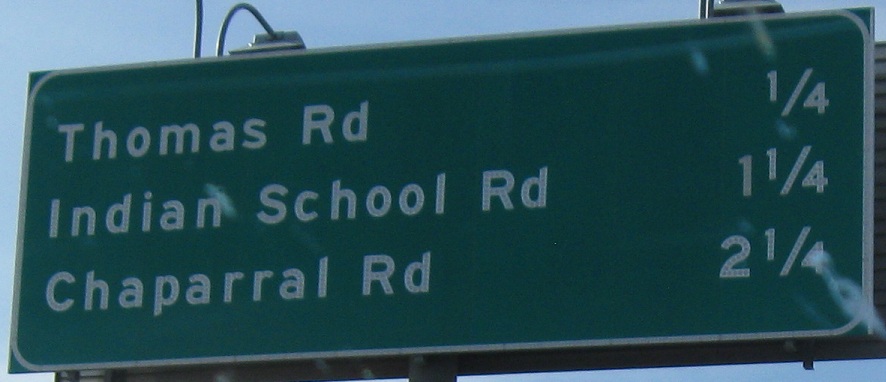 Thomas Rd 1/4
Indian School Rd 1 1/4
Chaparral Rd 2 1/4